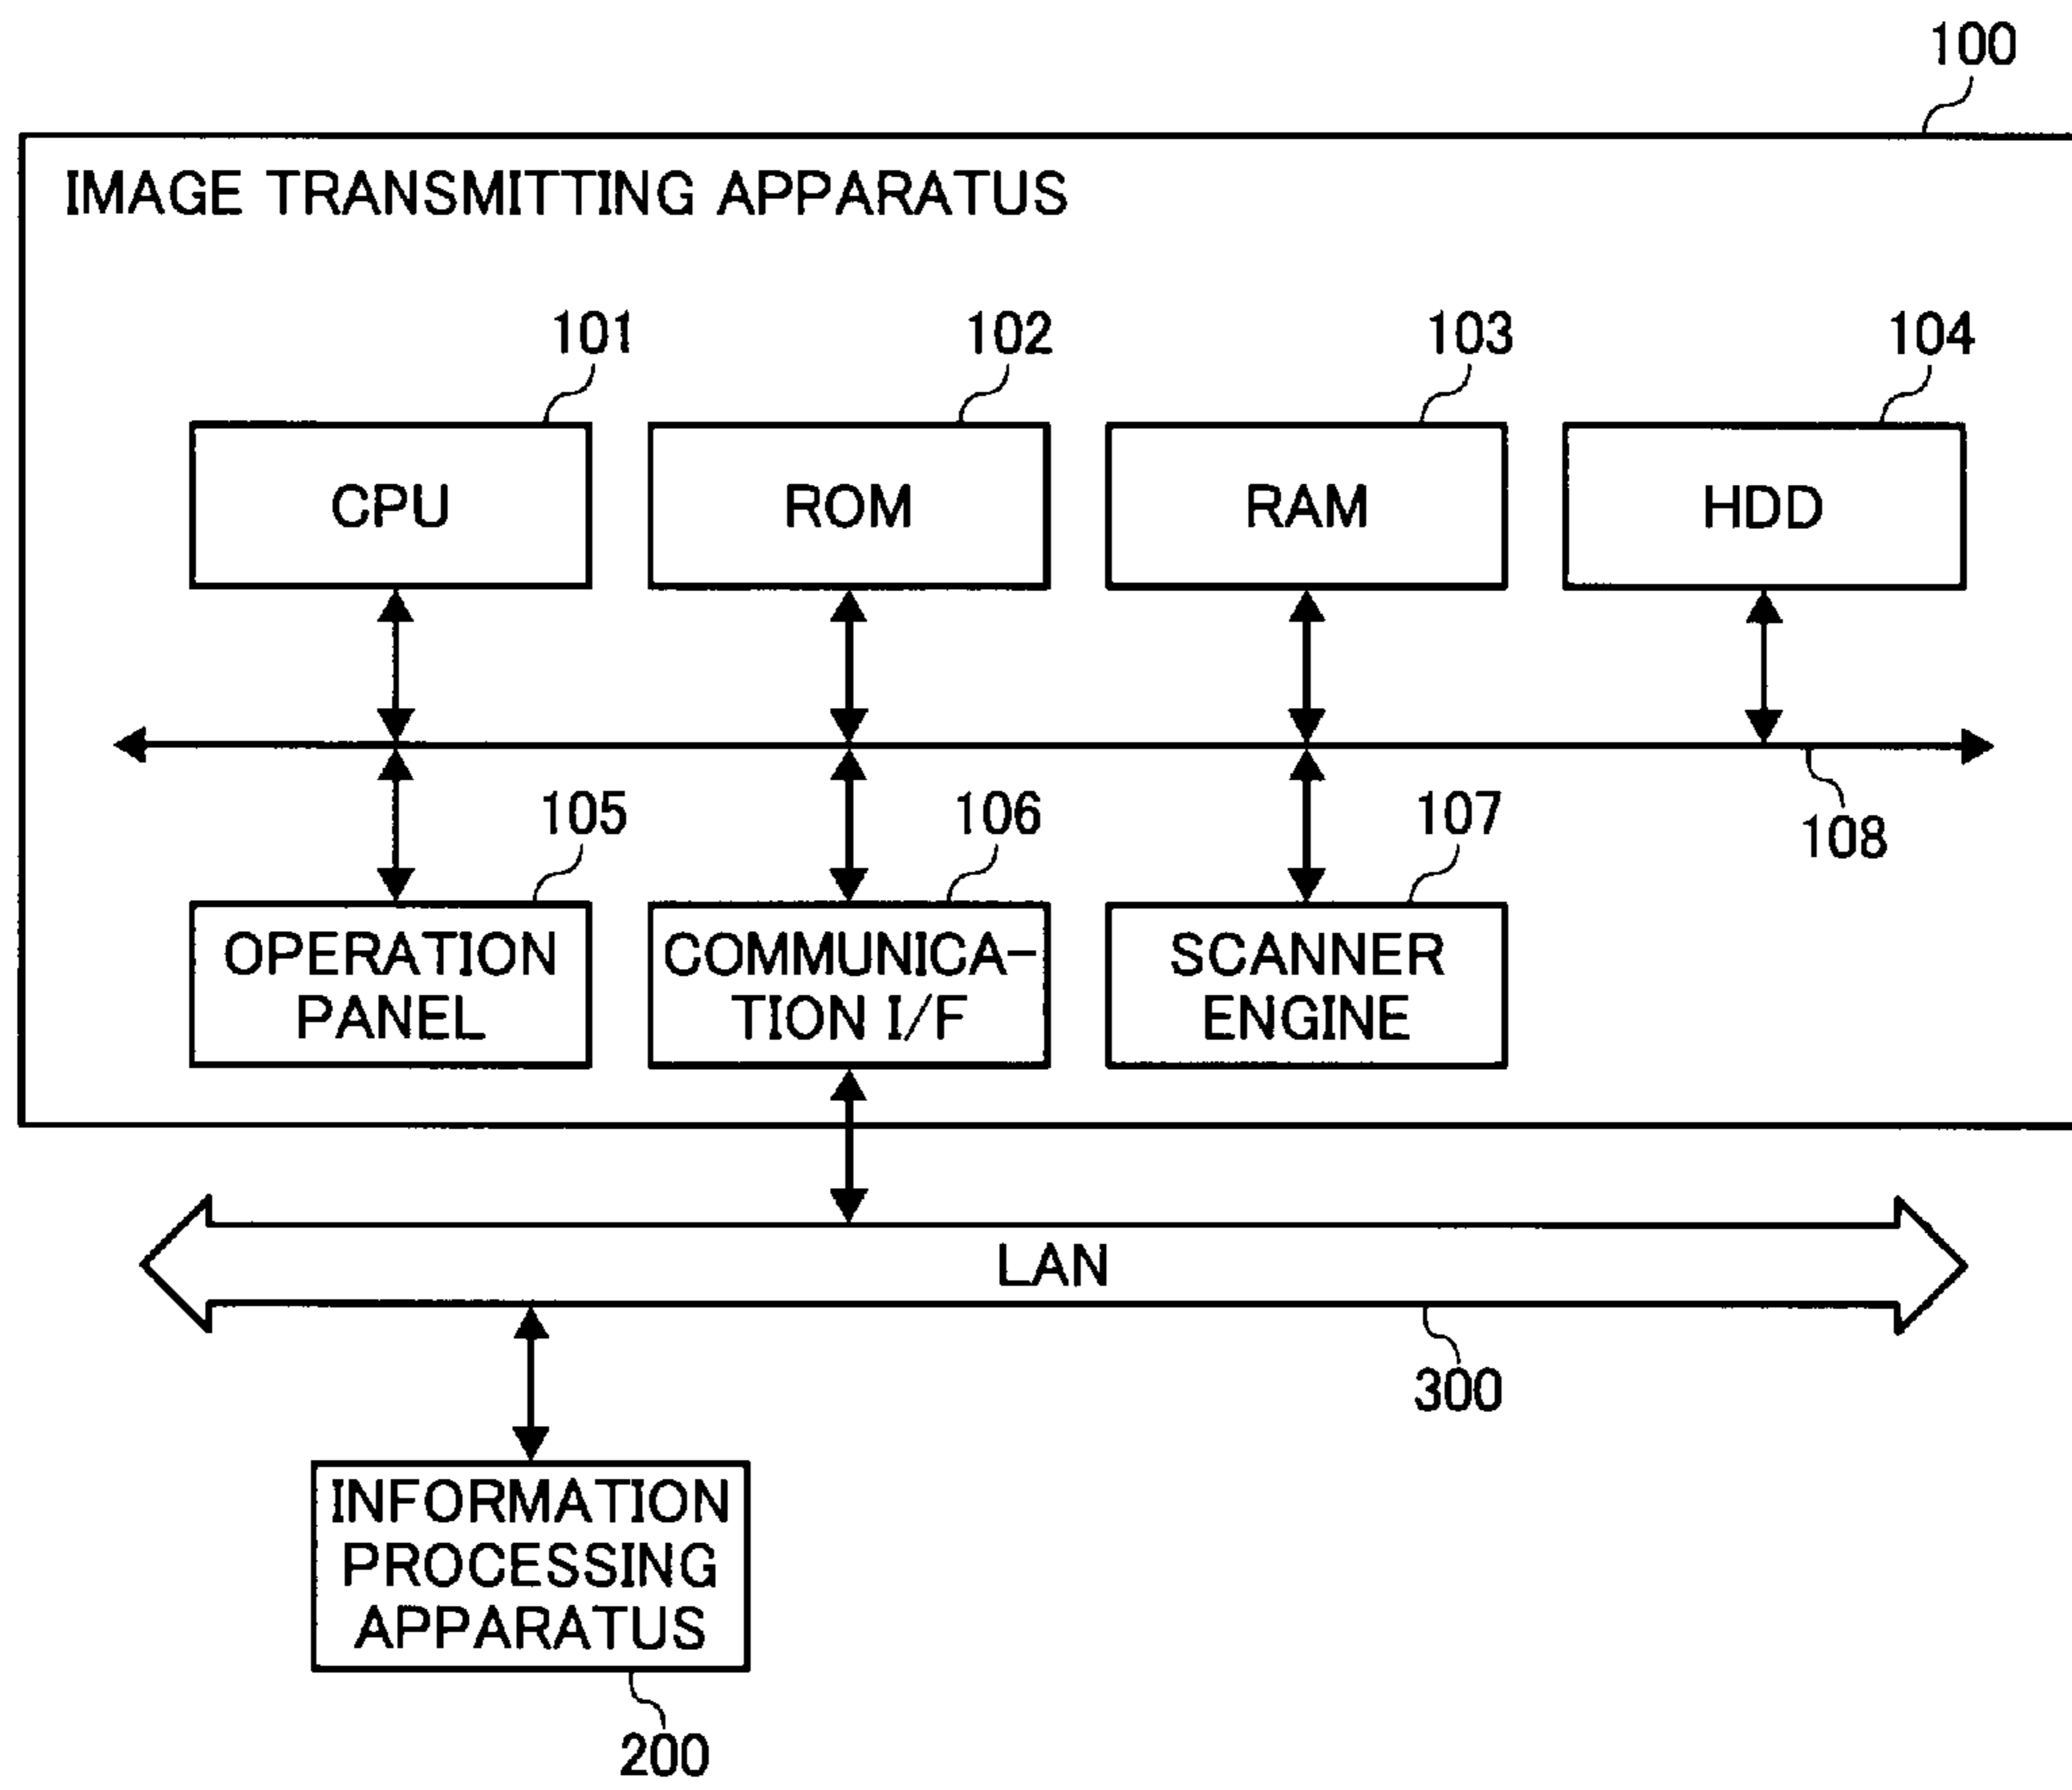 100
IMAGE TRANSMITTING APPARATUS
101
102
103
104
CPU
ROM
RAM
HDD
105
106
107
108
OPERATION
PANEL
COMMUNICA-
TION I/F
SCANNER
ENGINE
LAN
300
INFORMATION
PROCESSING
APPARATUS
200